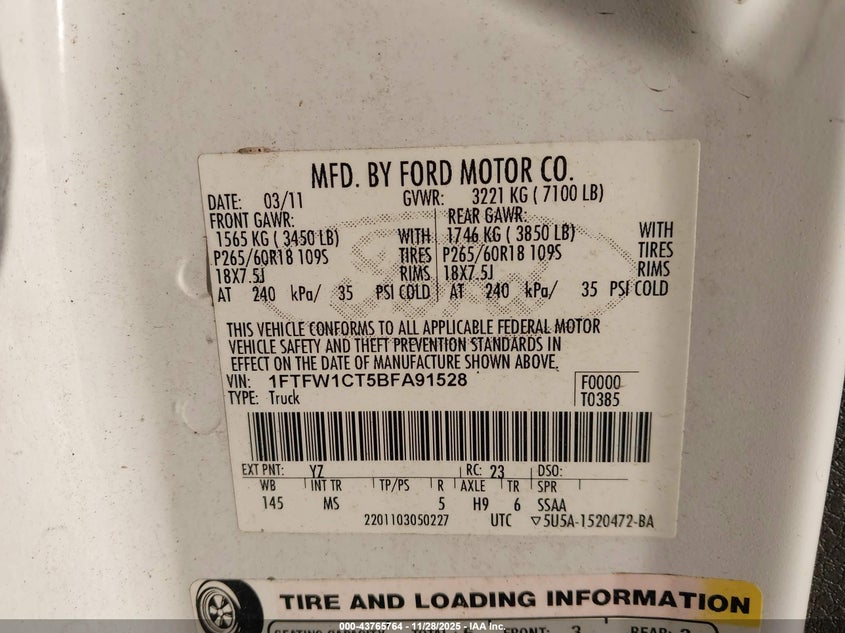 MFD. BY FORD MOTOR CO.
DATE: 03/11 GVWR: 3221 KG ( 7100 LB)
FRONT GAWR: REAR GAWR:
1565 KG ( 3450 LB) WITH 1746 KG ( 3850 LB) WITH
P265/60R18 109S TIRES P265/60R18 109S TIRES
18X7.5J RIMS 18X7.5J RIMS
AT 240 kPa/ 35 PSI COLD AT 240 kPa/ 35 PSI COLD
THIS VEHICLE CONFORMS TO ALL APPLICABLE FEDERAL MOTOR
VEHICLE SAFETY AND THEFT PREVENTION STANDARDS IN
EFFECT ON THE DATE OF MANUFACTURE SHOWN ABOVE.
VIN: 1FTFW1CT5BFA91528 F0000
TYPE: Truck T0385
EXT PNT: YZ RC: 23 DSO:
WB INT TR TP/PS R AXLE TR SPR
145 MS 5 H9 6 SSAA
2201103050227 UTC ▽5U5A-1520472-BA
TIRE AND LOADING INFORMATION
000-43765764 | 11/28/2025 - IAA Inc.